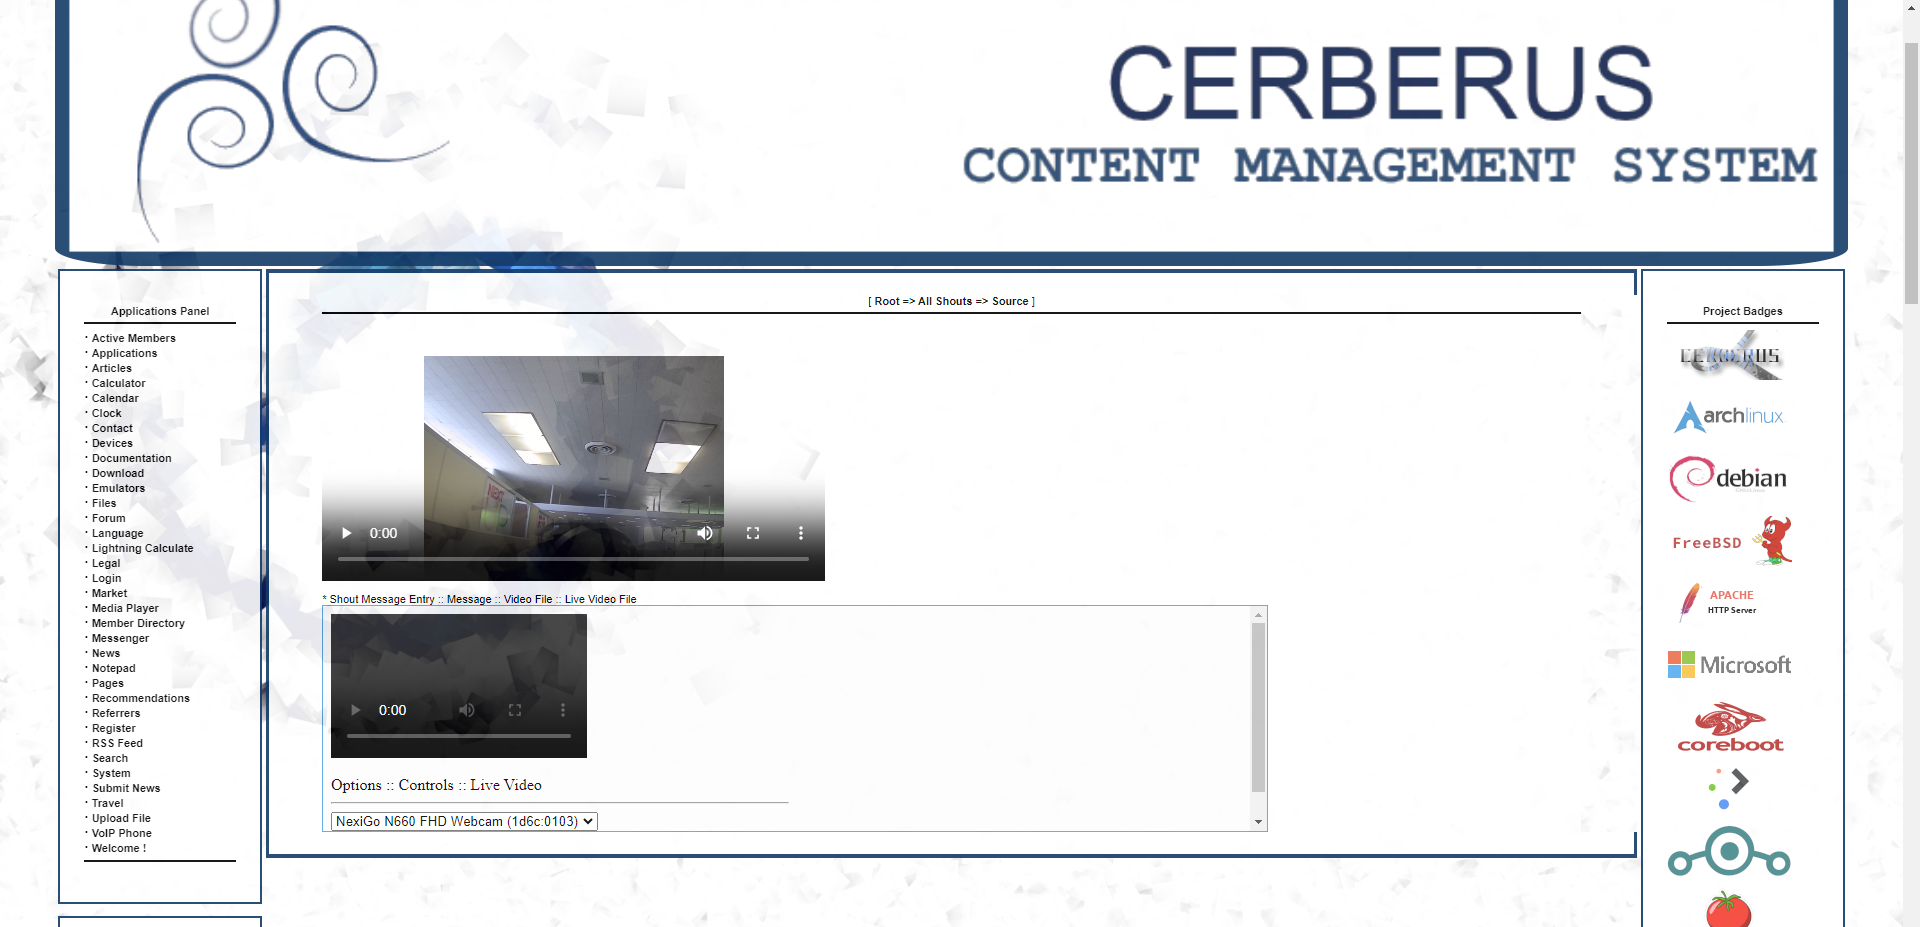 CERBERUS
CONTENT MANAGEMENT SYSTEM
Applications Panel
· Active Members
· Applications
· Articles
· Calculator
· Calendar
· Clock
· Contact
· Devices
· Documentation
· Download
· Emulators
· Files
· Forum
· Language
· Lightning Calculate
· Legal
· Login
· Market
· Media Player
· Member Directory
· Messenger
· News
· Notepad
· Pages
· Recommendations
· Referrers
· Register
· RSS Feed
· Search
· System
· Submit News
· Travel
· Upload File
· VoIP Phone
· Welcome !
[ Root => All Shouts => Source ]
NEXT
0:00
* Shout Message Entry :: Message :: Video File :: Live Video File
0:00
Options :: Controls :: Live Video
NexiGo N660 FHD Webcam (1d6c:0103)
Project Badges
CERBERUS
archlinux
debian
FreeBSD
APACHE
HTTP Server
Microsoft
coreboot